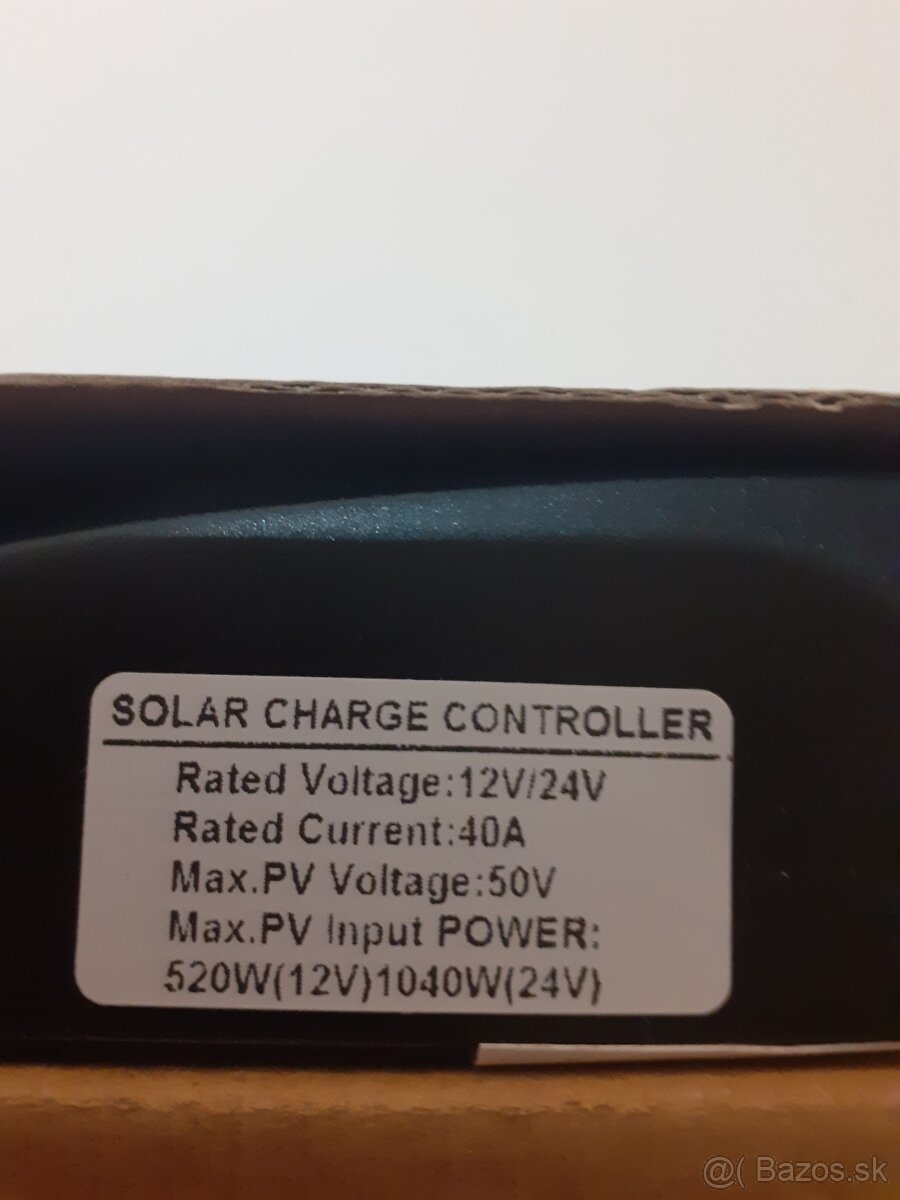 SOLAR CHARGE CONTROLLER
Rated Voltage:12V/24V
Rated Current:40A
Max.PV Voltage:50V
Max.PV Input POWER:
520W(12V)1040W(24V)
@( Bazos.sk